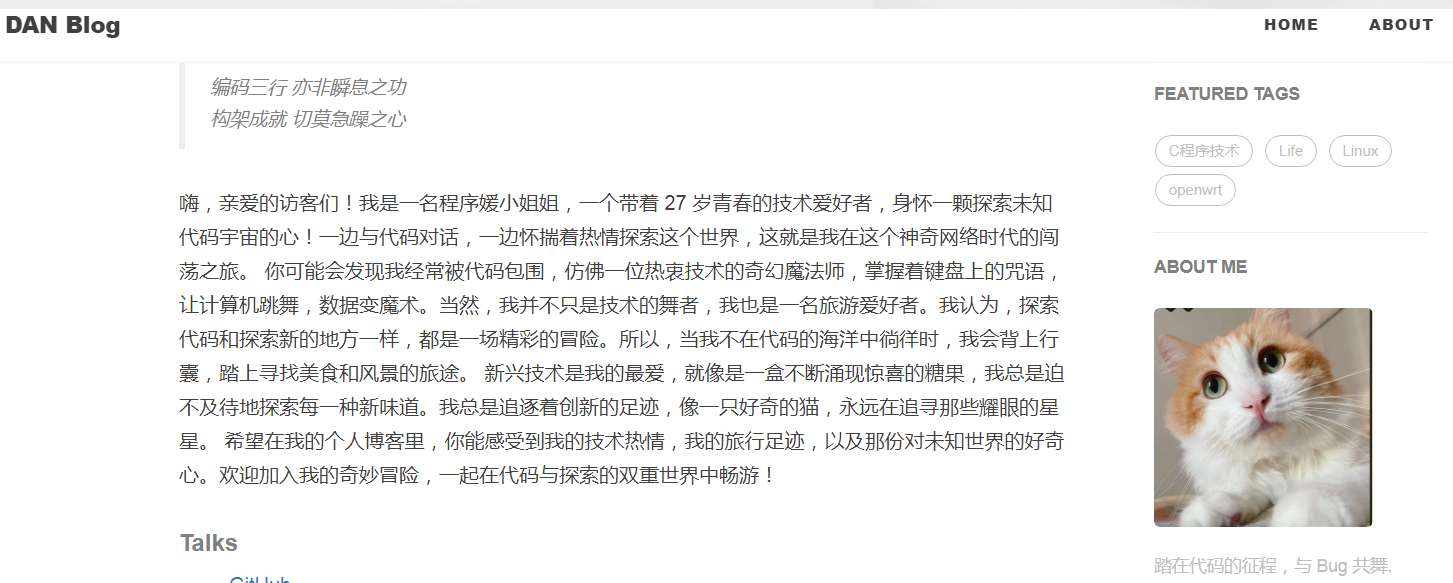 DAN Blog
HOME
ABOUT
编码三行 亦非瞬息之功
构架成就 切莫急躁之心
嗨，亲爱的访客们！我是一名程序媛小姐姐，一个带着 27 岁青春的技术爱好者，身怀一颗探索未知
代码宇宙的心！一边与代码对话，一边怀揣着热情探索这个世界，这就是我在这个神奇网络时代的闯
荡之旅。 你可能会发现我经常被代码包围，仿佛一位热衷技术的奇幻魔法师，掌握着键盘上的咒语，
让计算机跳舞，数据变魔术。当然，我并不只是技术的舞者，我也是一名旅游爱好者。我认为，探索
代码和探索新的地方一样，都是一场精彩的冒险。所以，当我不在代码的海洋中徜徉时，我会背上行
囊，踏上寻找美食和风景的旅途。 新兴技术是我的最爱，就像是一盒不断涌现惊喜的糖果，我总是迫
不及待地探索每一种新味道。我总是追逐着创新的足迹，像一只好奇的猫，永远在追寻那些耀眼的星
星。 希望在我的个人博客里，你能感受到我的技术热情，我的旅行足迹，以及那份对未知世界的好奇
心。欢迎加入我的奇妙冒险，一起在代码与探索的双重世界中畅游！
Talks
GitHub
FEATURED TAGS
C程序技术
Life
Linux
openwrt
ABOUT ME
踏在代码的征程，与 Bug 共舞.